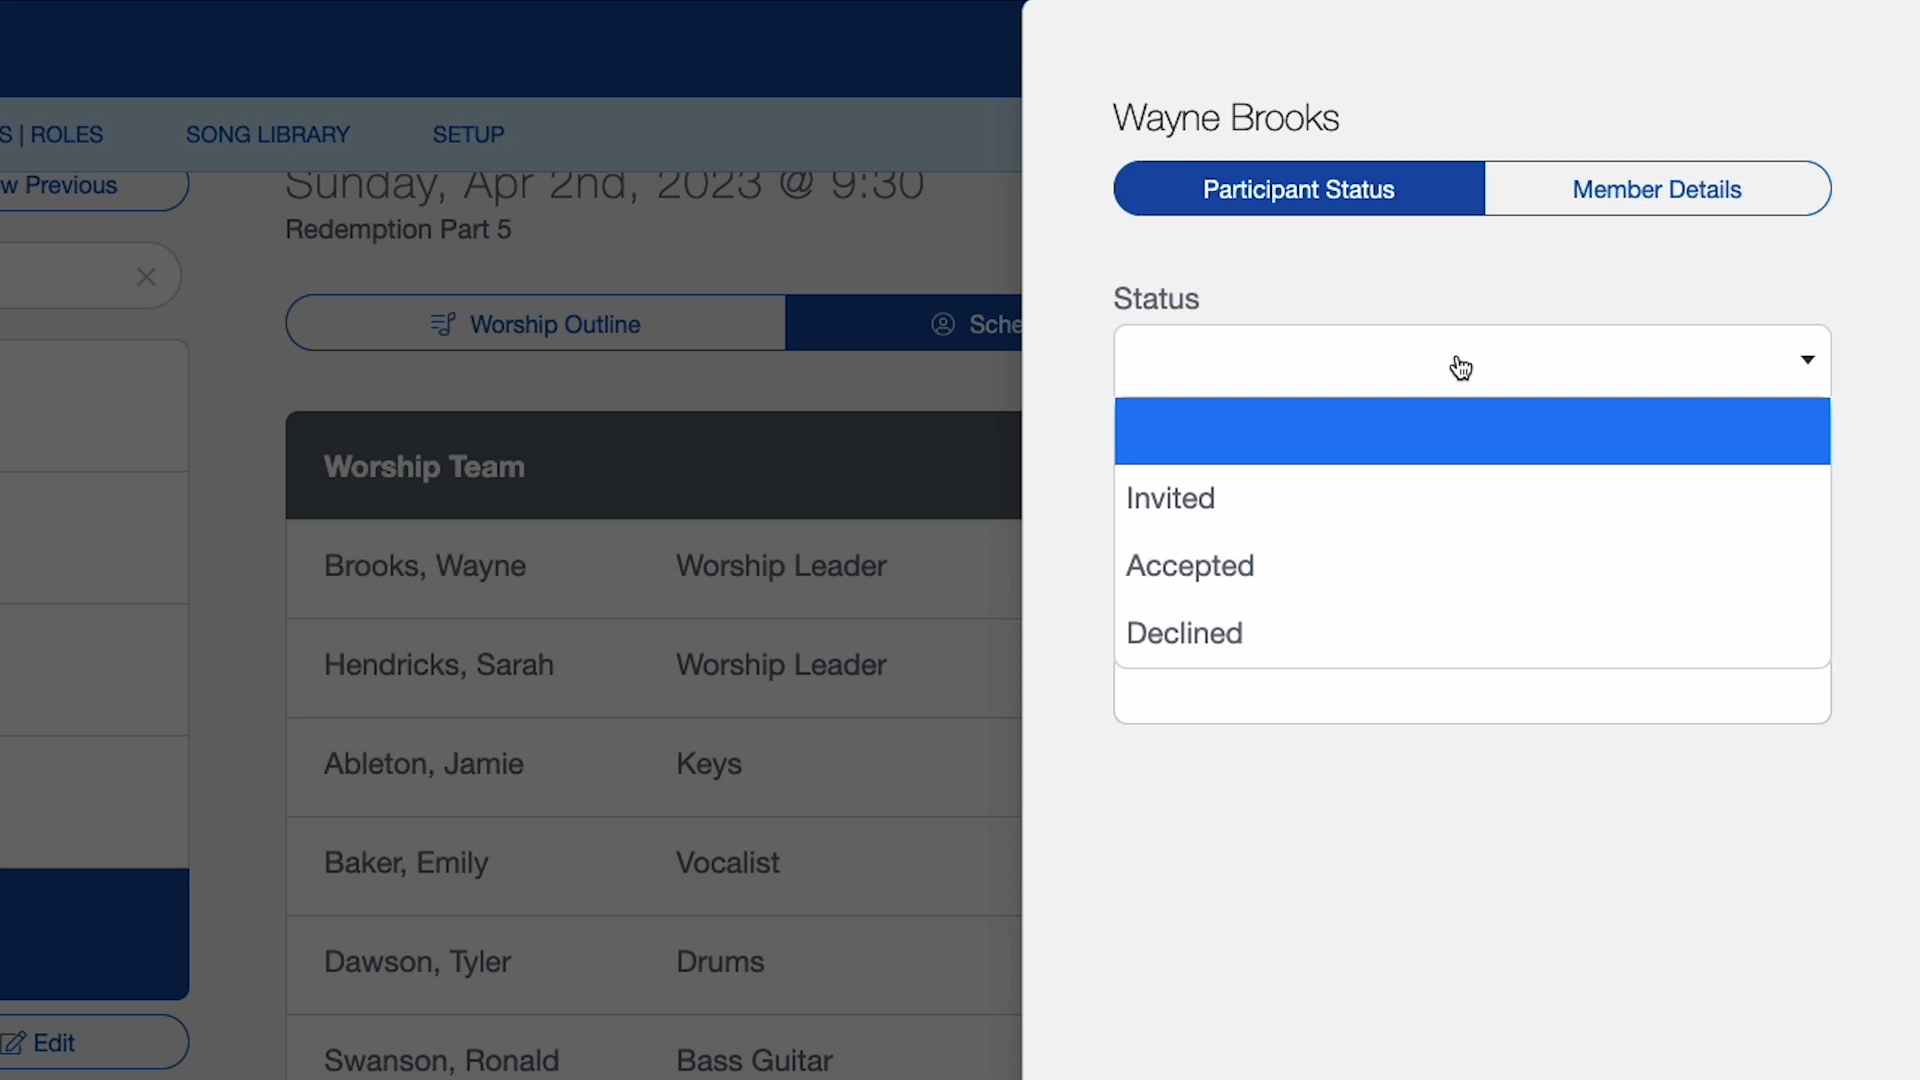 S | ROLES
SONG LIBRARY
SETUP
w Previous
Sunday, Apr 2nd, 2023 @ 9:30
Redemption Part 5
Worship Outline
Sche
Worship Team
Brooks, Wayne
Worship Leader
Hendricks, Sarah
Worship Leader
Ableton, Jamie
Keys
Baker, Emily
Vocalist
Dawson, Tyler
Drums
Swanson, Ronald
Bass Guitar
Edit
Wayne Brooks
Participant Status
Member Details
Status
Invited
Accepted
Declined